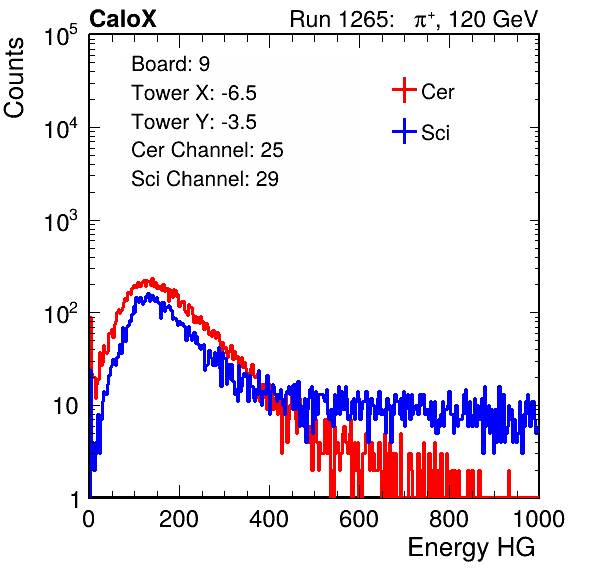 CaloX Run 1265: π⁺, 120 GeV
Counts
10⁵
10⁴
10³
10²
10
1
Board: 9
Tower X: -6.5
Tower Y: -3.5
Cer Channel: 25
Sci Channel: 29
Cer
Sci
0 200 400 600 800 1000
Energy HG